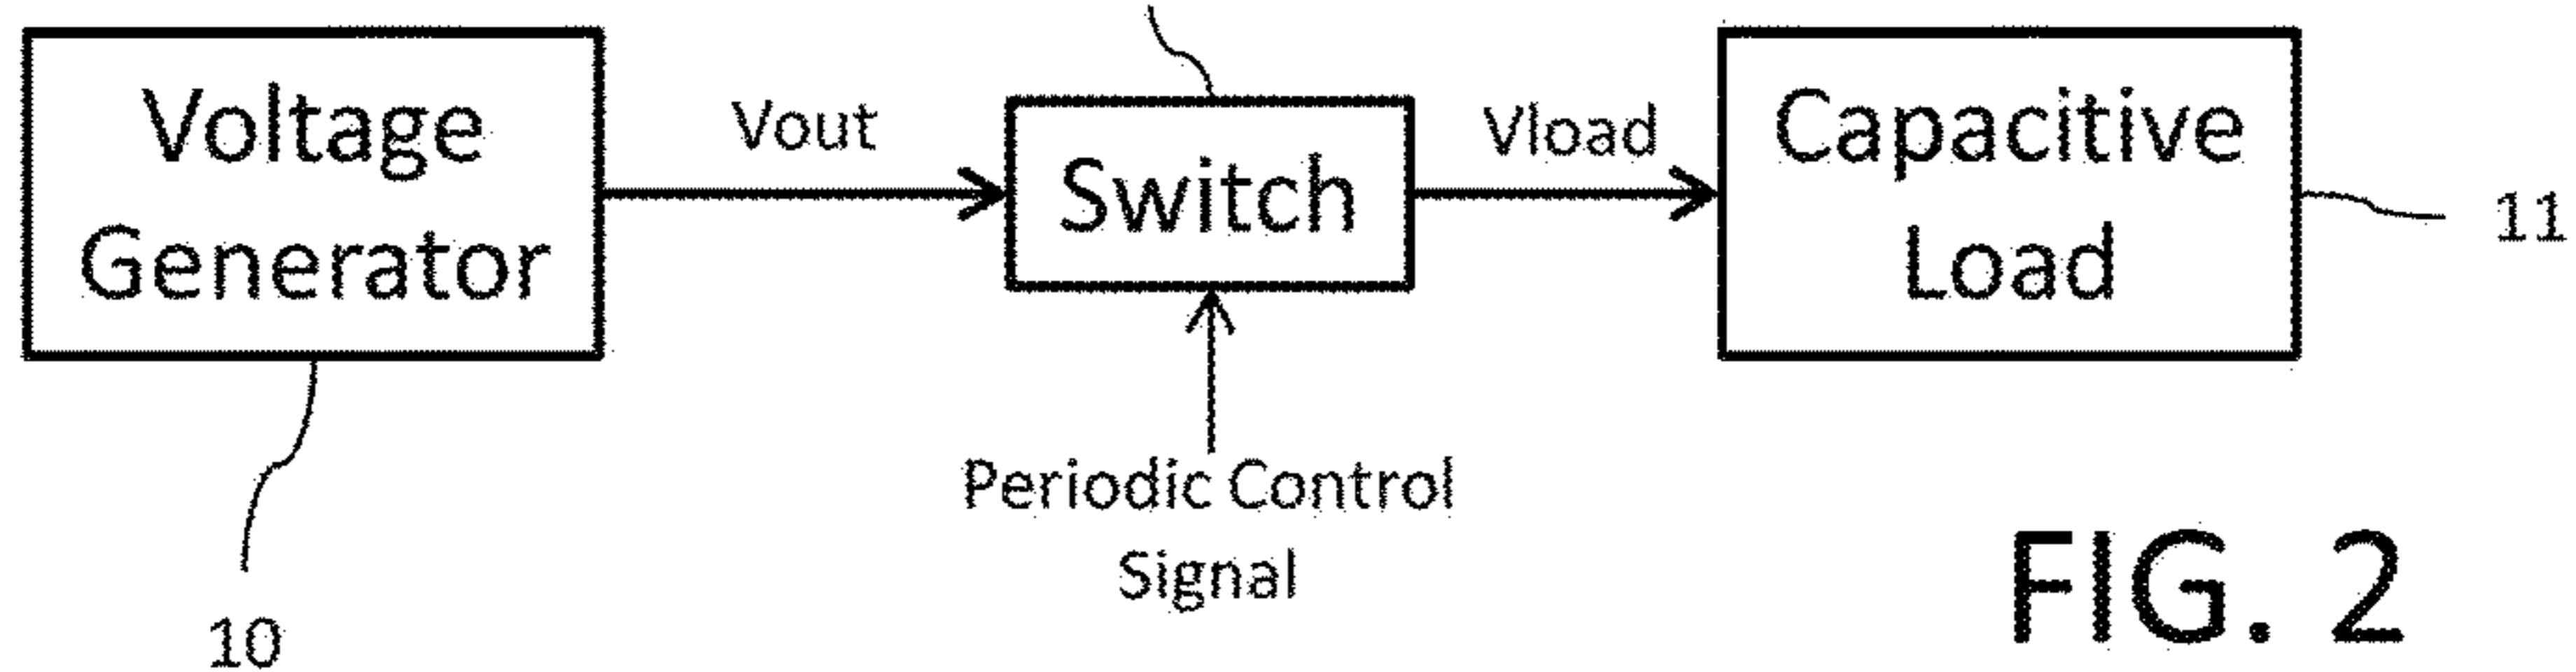 Voltage
Generator
Vout
Switch
Vload
Capacitive
Load
11
Periodic Control
Signal
10
FIG. 2